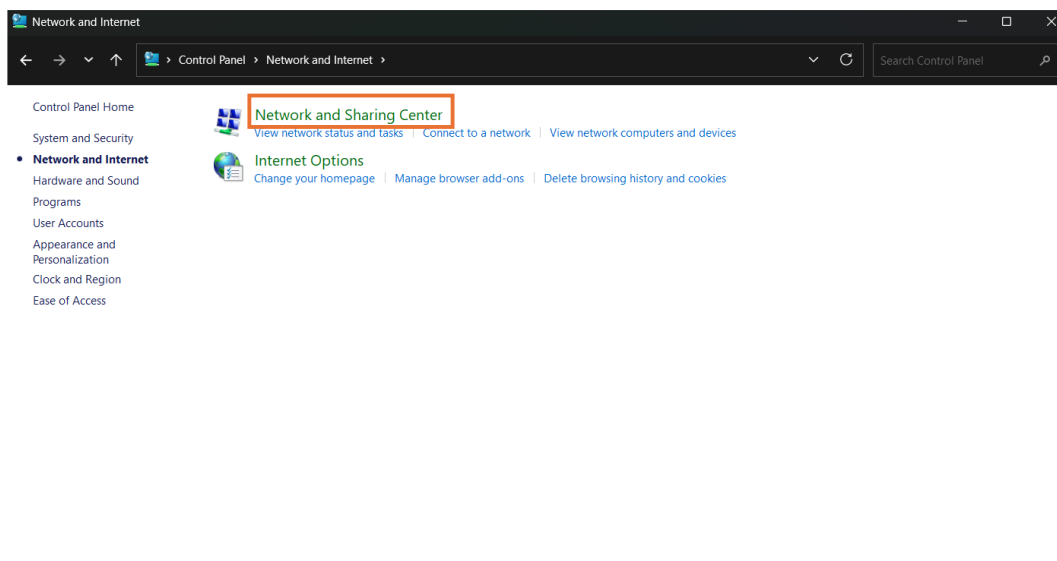 Network and Internet
Control Panel > Network and Internet >
Search Control Panel
Control Panel Home
System and Security
Network and Internet
Hardware and Sound
Programs
User Accounts
Appearance and
Personalization
Clock and Region
Ease of Access
Network and Sharing Center
View network status and tasks | Connect to a network | View network computers and devices
Internet Options
Change your homepage | Manage browser add-ons | Delete browsing history and cookies